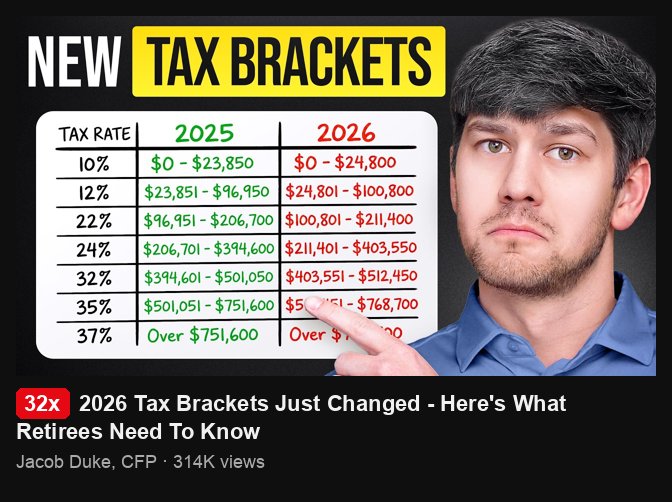 NEW TAX BRACKETS
TAX RATE 2025 2026
10% $0 - $23,850 $0 - $24,800
12% $23,851 - $96,950 $24,801 - $100,800
22% $96,951 - $206,700 $100,801 - $211,400
24% $206,701 - $394,600 $211,401 - $403,550
32% $394,601 - $501,050 $403,551 - $512,450
35% $501,051 - $751,600 - $768,700
37% Over $751,600 Over
32x 2026 Tax Brackets Just Changed - Here's What
Retirees Need To Know
Jacob Duke, CFP · 314K views